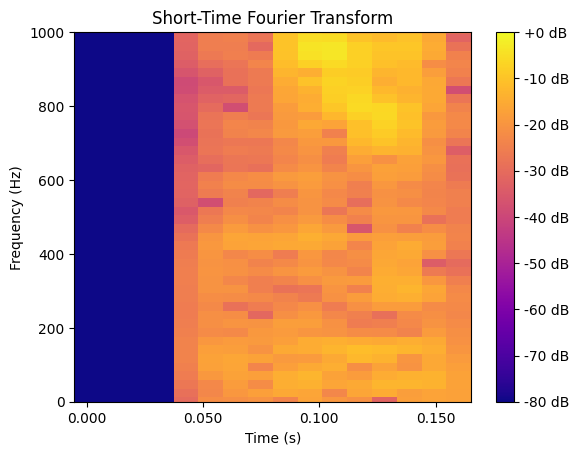 Short-Time Fourier Transform
1000
800
600
400
200
0
Frequency (Hz)
0.000
0.050
0.100
0.150
Time (s)
+0 dB
-10 dB
-20 dB
-30 dB
-40 dB
-50 dB
-60 dB
-70 dB
-80 dB